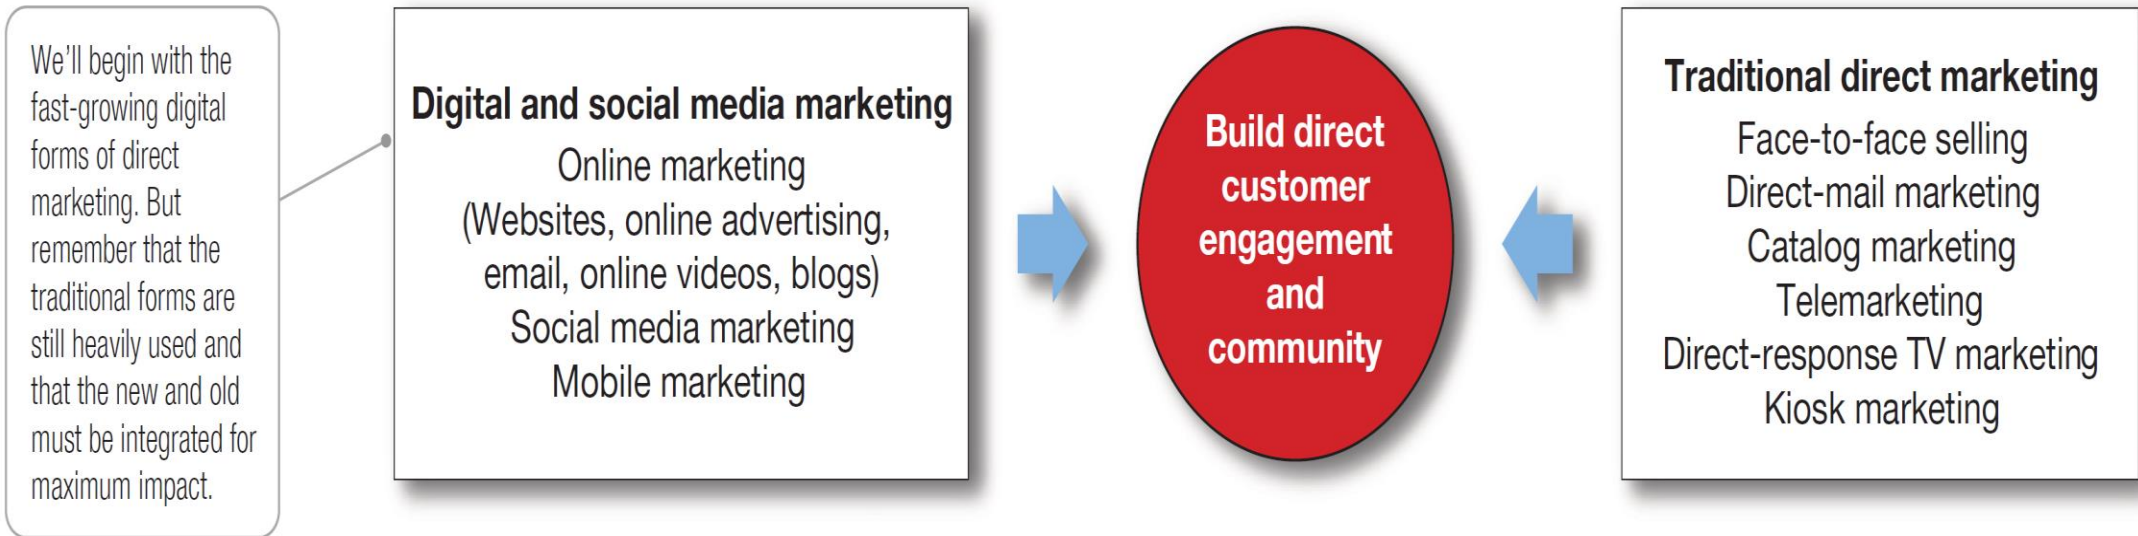 We’ll begin with the
fast-growing digital
forms of direct
marketing. But
remember that the
traditional forms are
still heavily used and
that the new and old
must be integrated for
maximum impact.
Digital and social media marketing
Online marketing
(Websites, online advertising,
email, online videos, blogs)
Social media marketing
Mobile marketing
Build direct
customer
engagement
and
community
Traditional direct marketing
Face-to-face selling
Direct-mail marketing
Catalog marketing
Telemarketing
Direct-response TV marketing
Kiosk marketing